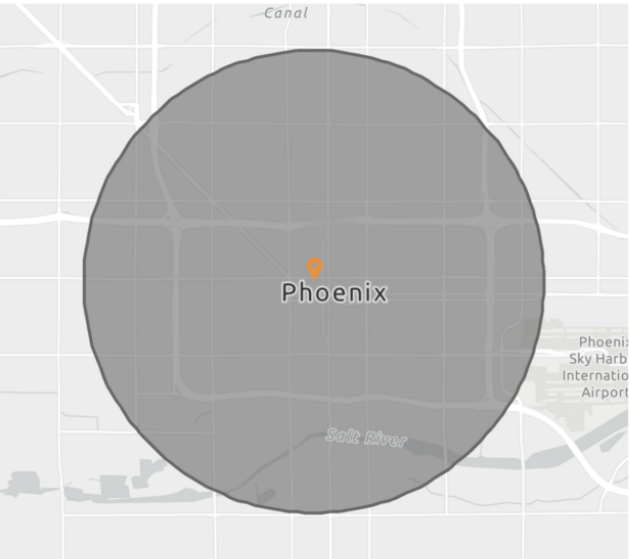 Canal
Phoenix
Phoenix
Sky Harb
Internatio
Airport
Salt River